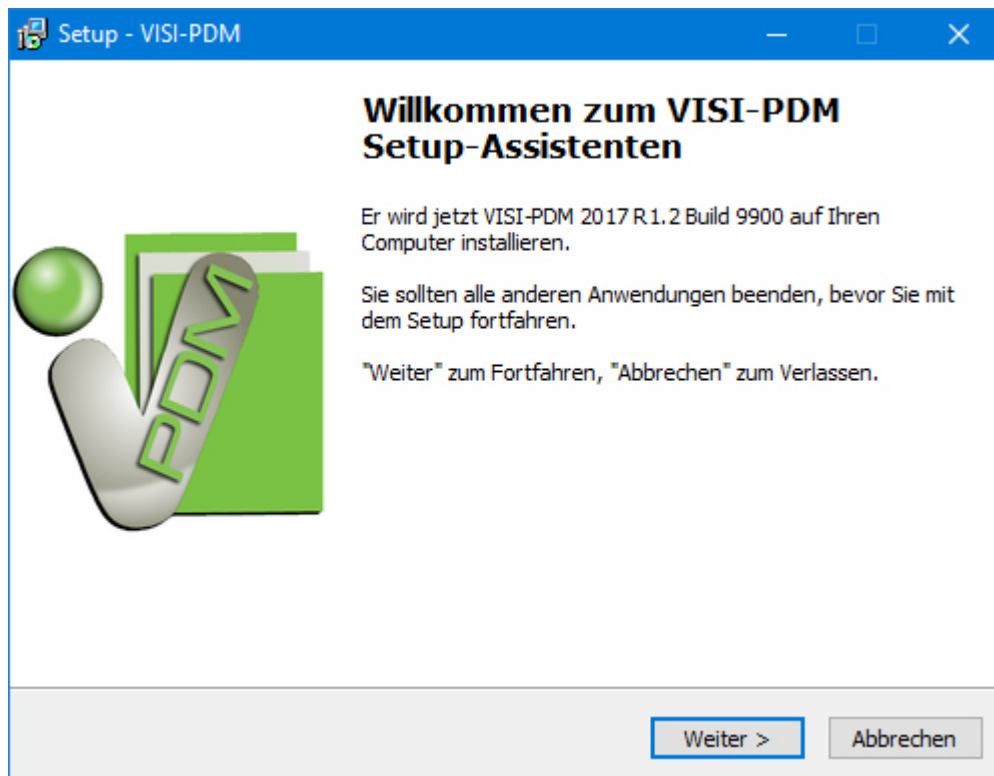 Setup - VISI-PDM
Willkommen zum VISI-PDM
Setup-Assistenten
Er wird jetzt VISI-PDM 2017 R1.2 Build 9900 auf Ihren
Computer installieren.
Sie sollten alle anderen Anwendungen beenden, bevor Sie mit
dem Setup fortfahren.
"Weiter" zum Fortfahren, "Abbrechen" zum Verlassen.
PDM
Weiter >
Abbrechen